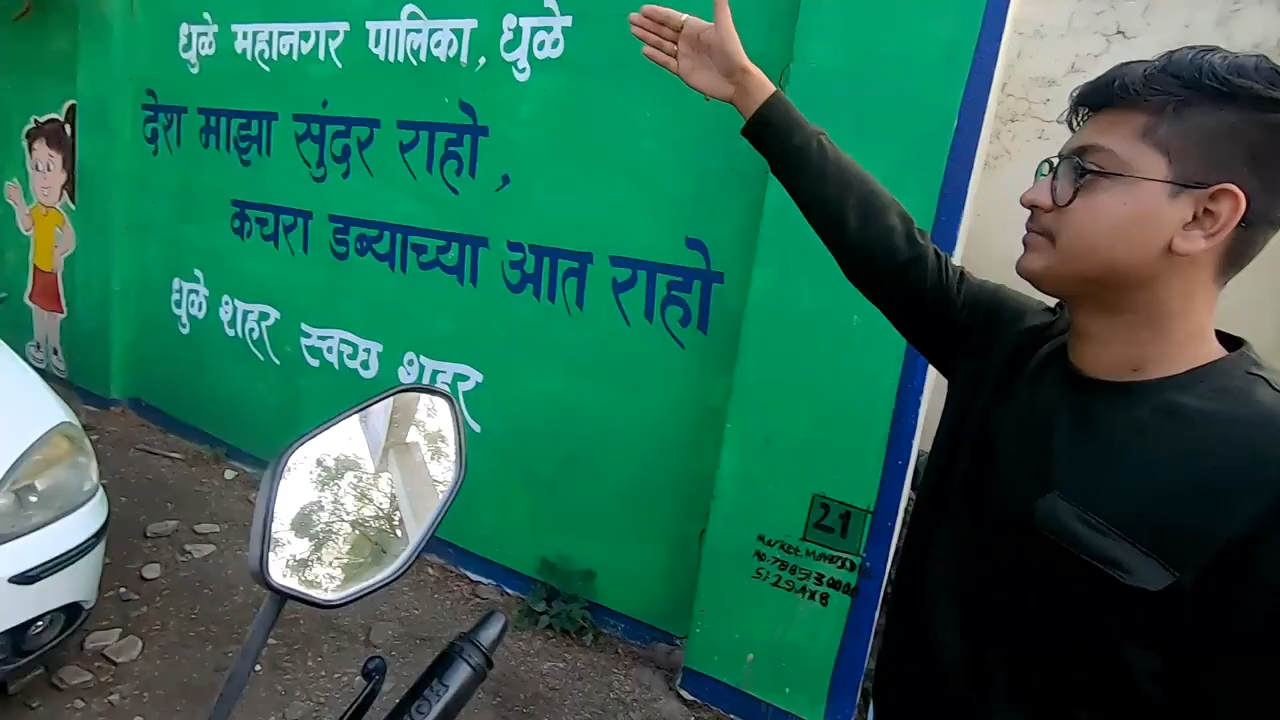 धुळे महानगर पालिका, धुळे
देश माझा सुंदर राहो,
कचरा डब्याच्या आत राहो
धुळे शहर स्वच्छ शहर
21